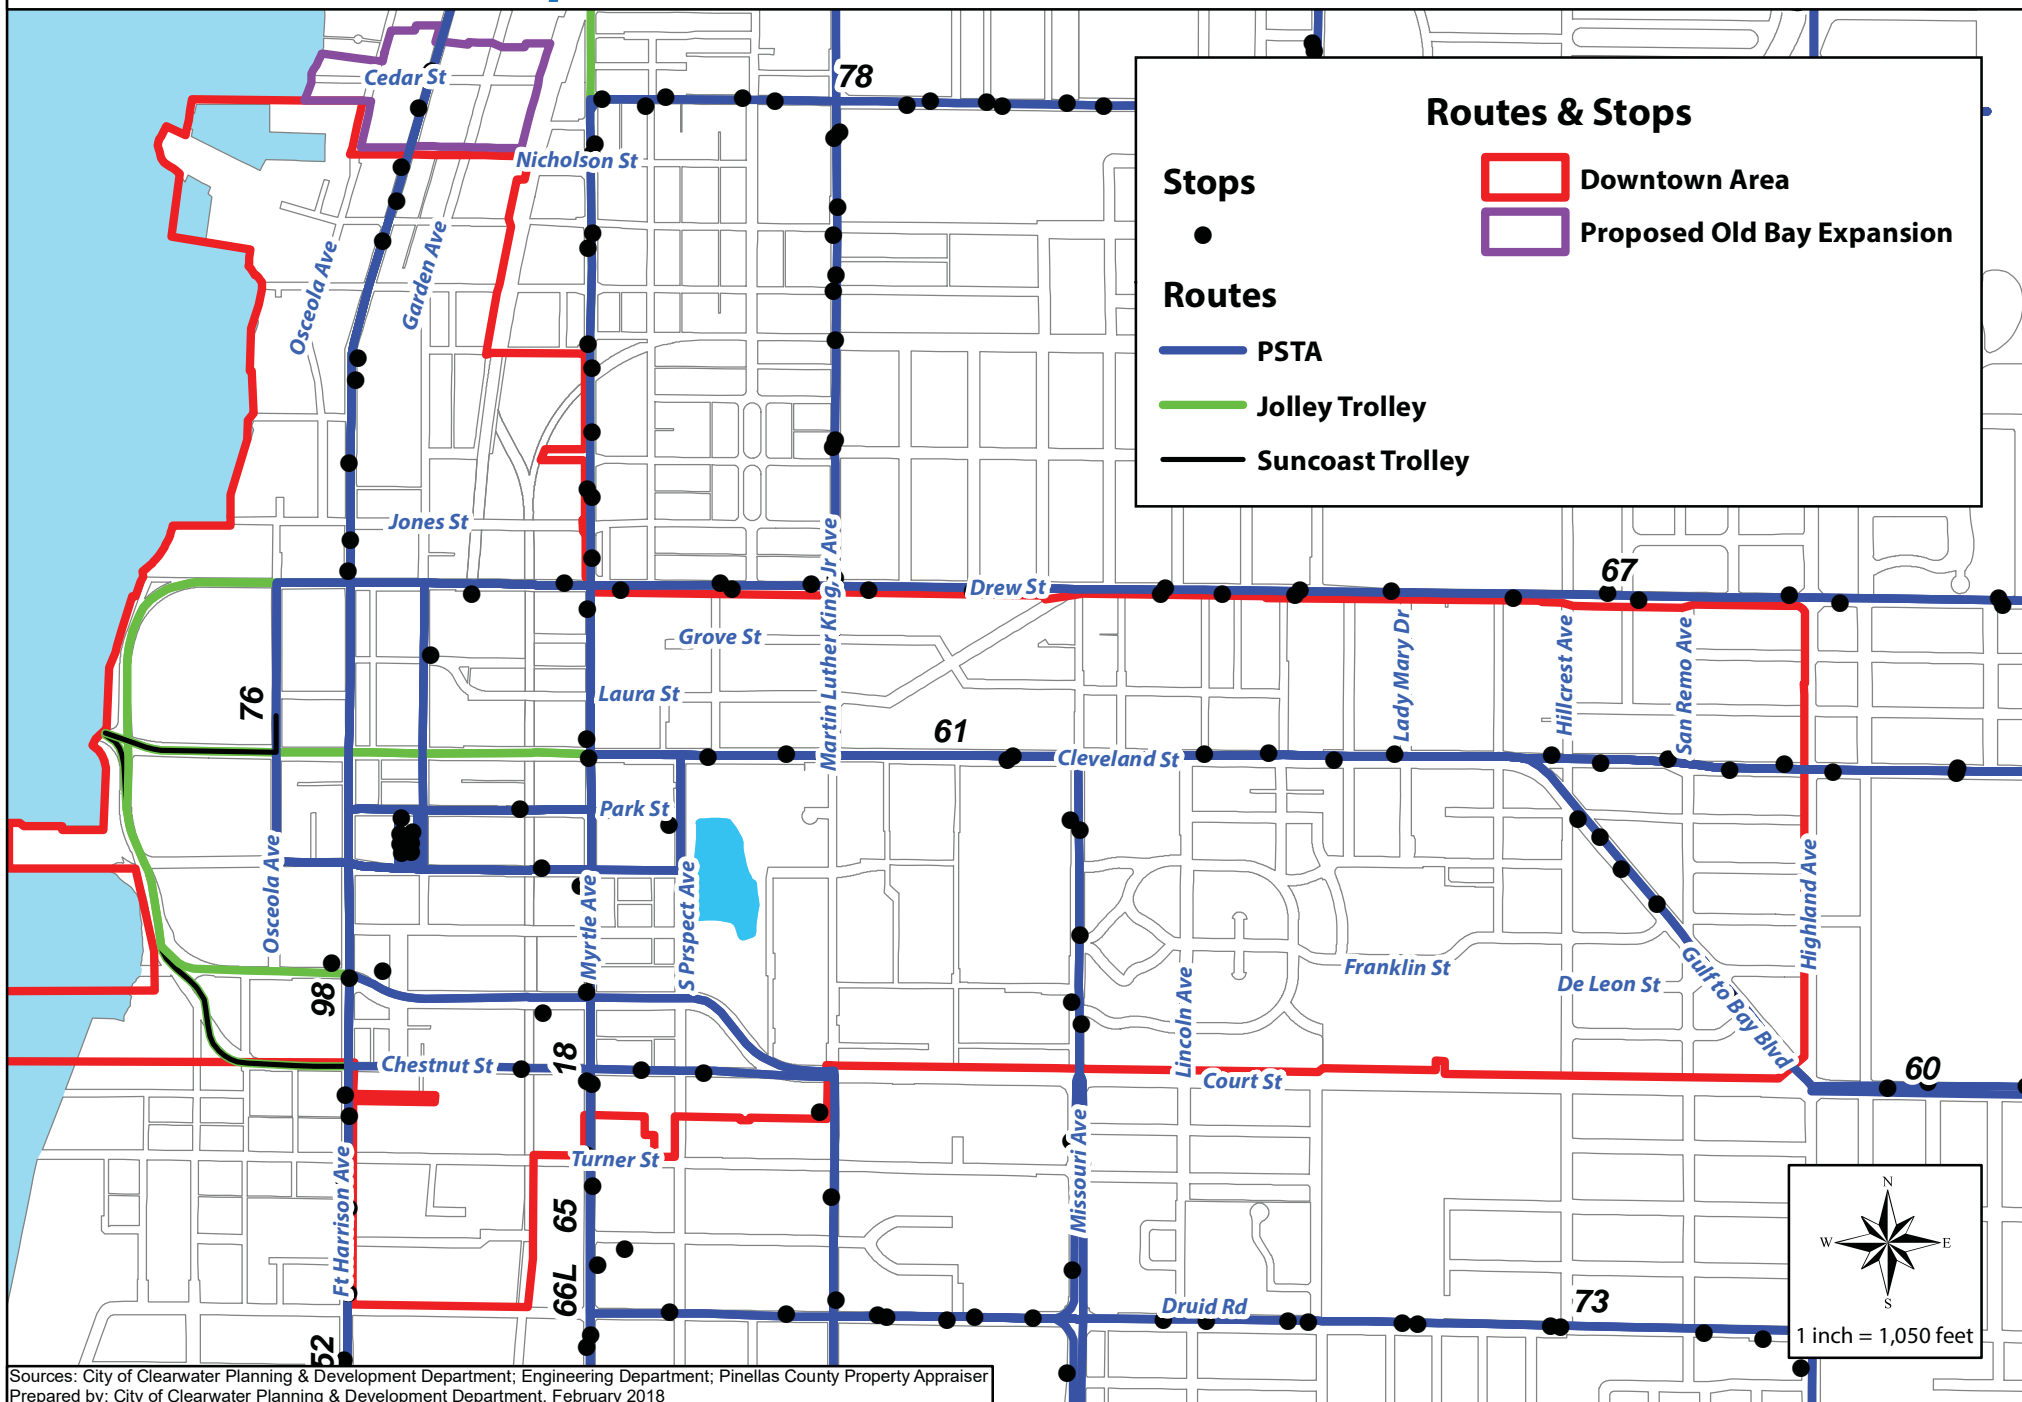 Cedar St
78
Routes & Stops
Stops
Downtown Area
Proposed Old Bay Expansion
Routes
PSTA
Jolley Trolley
Suncoast Trolley
Nicholson St
Osceola Ave
Garden Ave
Jones St
Martin Luther King, Jr Ave
Drew St
67
Grove St
Laura St
76
61
Cleveland St
Lady Mary Dr
Hillcrest Ave
San Remo Ave
Park St
Osceola Ave
Myrtle Ave
S Prspect Ave
Highland Ave
Franklin St
De Leon St
Gulf to Bay Blvd
Lincoln Ave
98
18
Chestnut St
Court St
60
Missouri Ave
Turner St
Ft Harrison Ave
65
66L
52
Druid Rd
73
N
W
E
S
1 inch = 1,050 feet
Sources: City of Clearwater Planning & Development Department; Engineering Department; Pinellas County Property Appraiser
Prepared by: City of Clearwater Planning & Development Department, February 2018